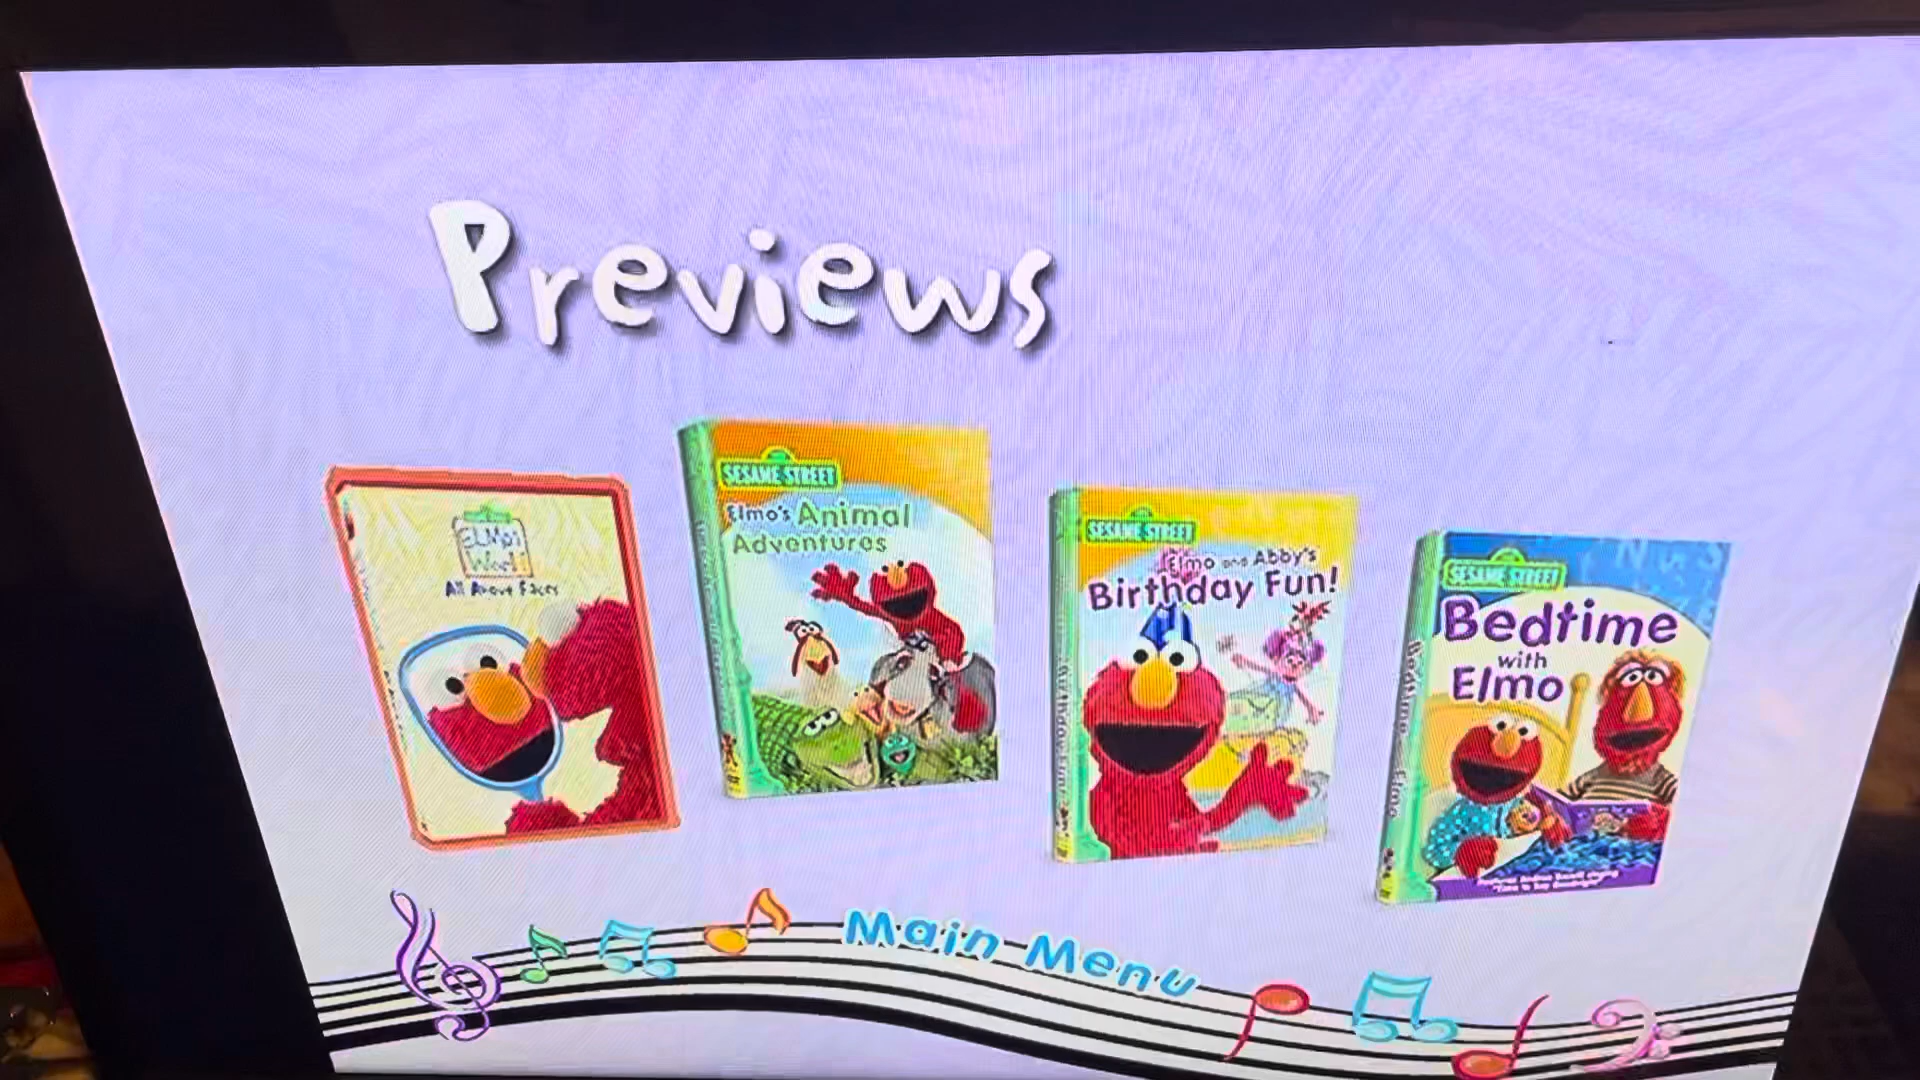 Previews
ELMO'S
World
All About Faces
SESAME STREET
Elmo's Animal
Adventures
SESAME STREET
Elmo and Abby's
Birthday Fun!
SESAME STREET
Bedtime
with
Elmo
Main Menu